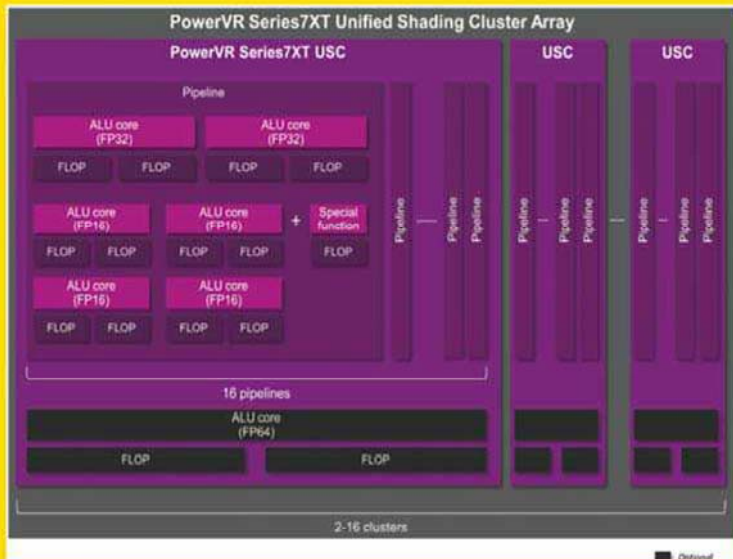 PowerVR Series7XT Unified Shading Cluster Array
PowerVR Series7XT USC
USC
USC
Pipeline
ALU core
(FP32)
ALU core
(FP32)
FLOP
FLOP
FLOP
FLOP
ALU core
(FP16)
ALU core
(FP16)
+
Special
function
FLOP
FLOP
FLOP
FLOP
FLOP
ALU core
(FP16)
ALU core
(FP16)
FLOP
FLOP
FLOP
FLOP
Pipeline
Pipeline
Pipeline
Pipeline
Pipeline
Pipeline
Pipeline
Pipeline
Pipeline
16 pipelines
ALU core
(FP64)
FLOP
FLOP
2-16 clusters
Optional